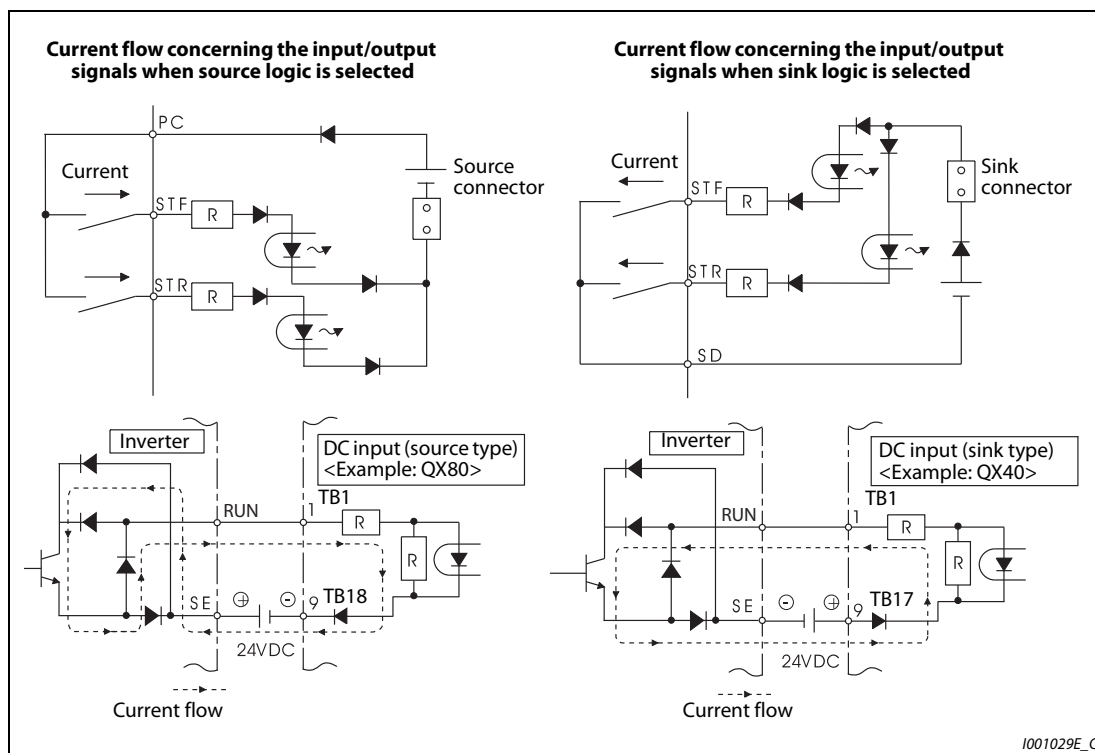 Current flow concerning the input/output
signals when source logic is selected
PC
Current
Source
connector
STF
R
STR
R
Current flow concerning the input/output
signals when sink logic is selected
Current
Sink
connector
STF
R
STR
R
SD
Inverter
DC input (source type)
<Example: QX80>
TB1
RUN
1
R
R
TB18
SE
⊕
⊖
9
24VDC
Current flow
Inverter
DC input (sink type)
<Example: QX40>
TB1
RUN
1
R
R
TB17
SE
⊖
⊕
9
24VDC
Current flow